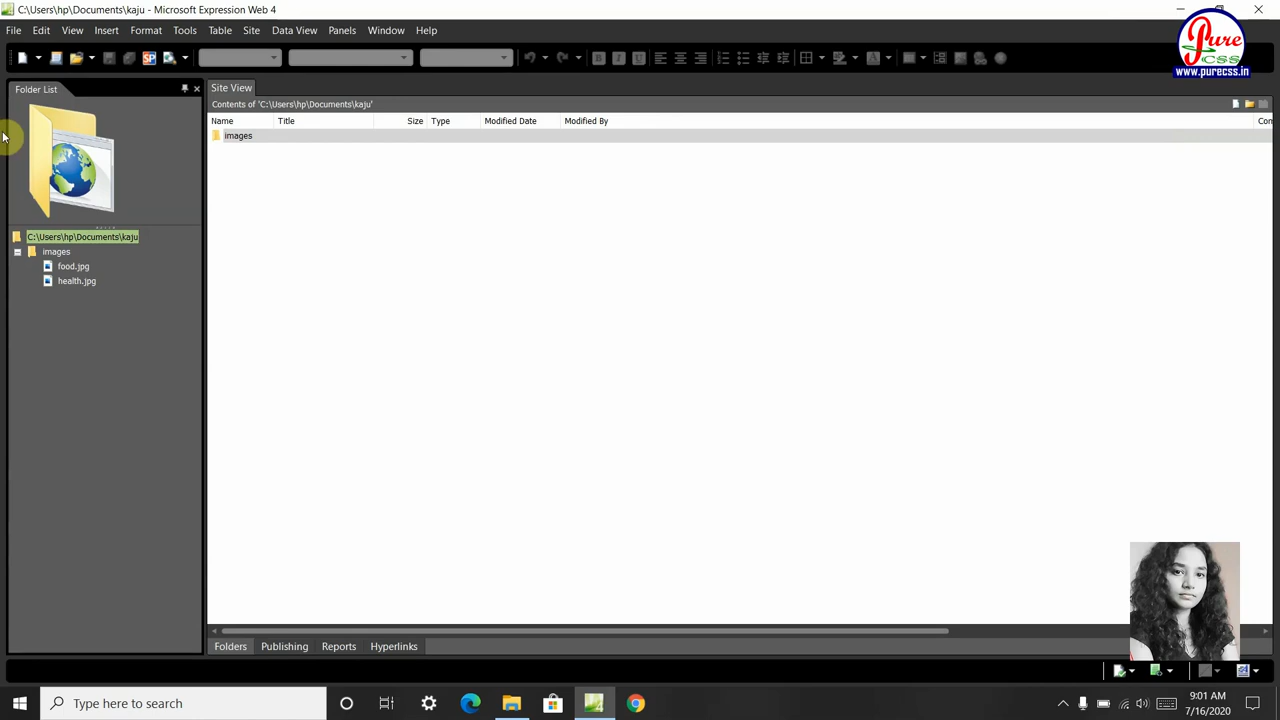 C:\Users\hp\Documents\kaju - Microsoft Expression Web 4
File Edit View Insert Format Tools Table Site Data View Panels Window Help
Pure
CSS
www.purecss.in
Folder List
Site View
Contents of 'C:\Users\hp\Documents\kaju'
Name Title Size Type Modified Date Modified By Com
images
C:\Users\hp\Documents\kaju
images
food.jpg
health.jpg
Folders Publishing Reports Hyperlinks
Type here to search
9:01 AM
7/16/2020